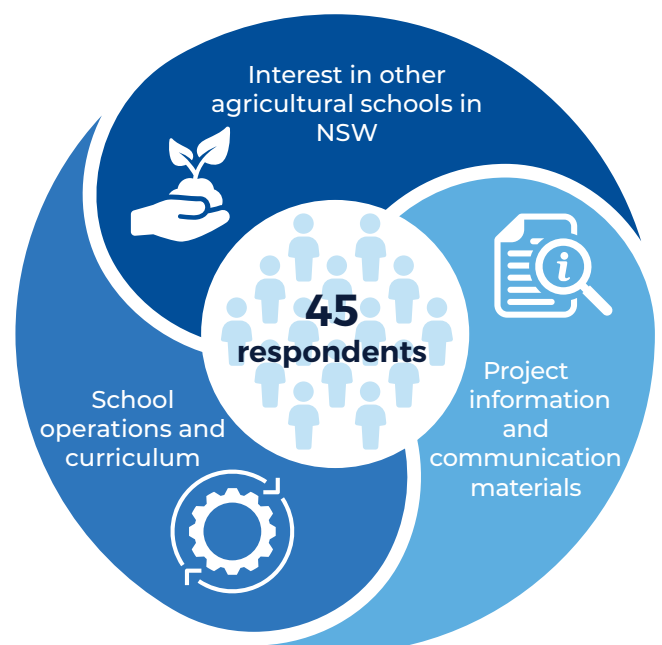 Interest in other
agricultural schools in
NSW
i
45
respondents
Project
information
and
communication
materials
School
operations and
curriculum